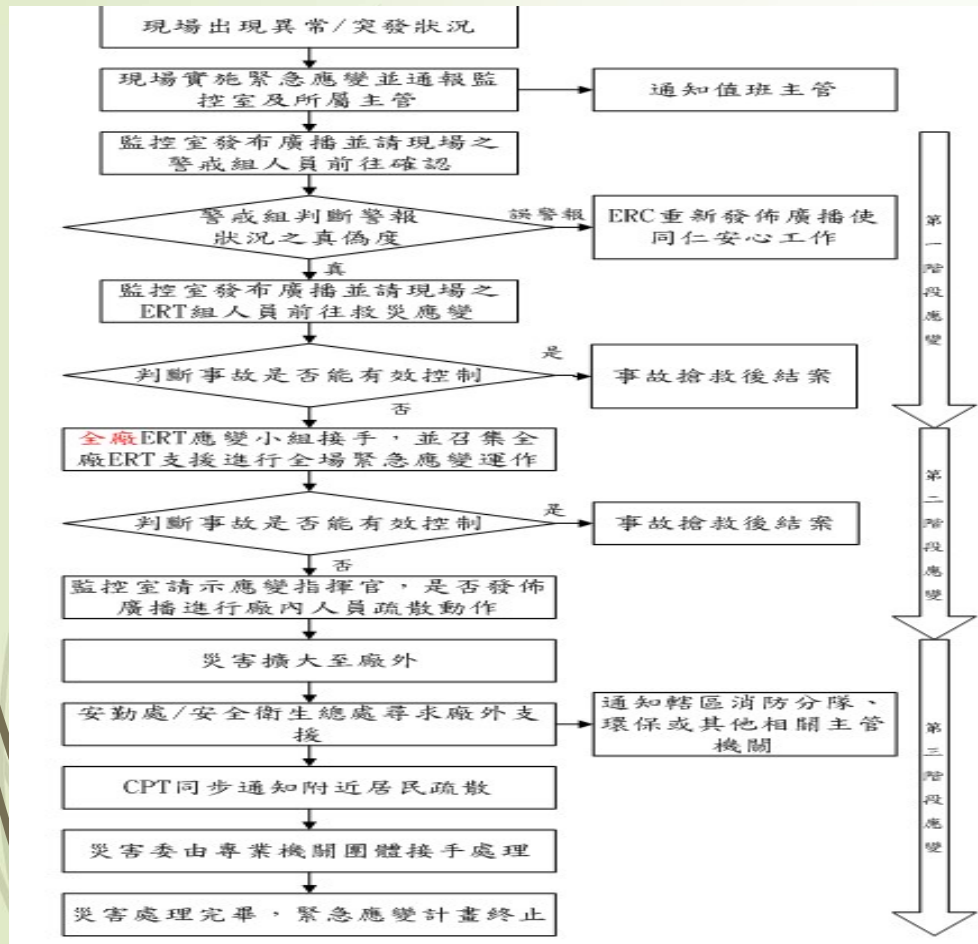 現場出現異常/突發狀況
現場實施緊急應變並通報監
控室及所屬主管
通知值班主管
監控室發布廣播並請現場之
警戒組人員前往確認
警戒組判斷警報
狀況之真偽度
誤警報
ERC重新發佈廣播使
同仁安心工作
真
監控室發布廣播並請現場之
ERT組人員前往救災應變
判斷事故是否能有效控制
是
事故搶救後結案
否
第一階段應變
全廠ERT應變小組接手,並召集全
廠ERT支援進行全場緊急應變運作
判斷事故是否能有效控制
是
事故搶救後結案
否
監控室請示應變指揮官,是否發佈
廣播進行廠內人員疏散動作
第二階段應變
災害擴大至廠外
安勤處/安全衛生總處尋求廠外支
援
通知轄區消防分隊、
環保或其他相關主管
機關
CPT同步通知附近居民疏散
災害委由專業機關團體接手處理
災害處理完畢,緊急應變計畫終止
第三階段應變